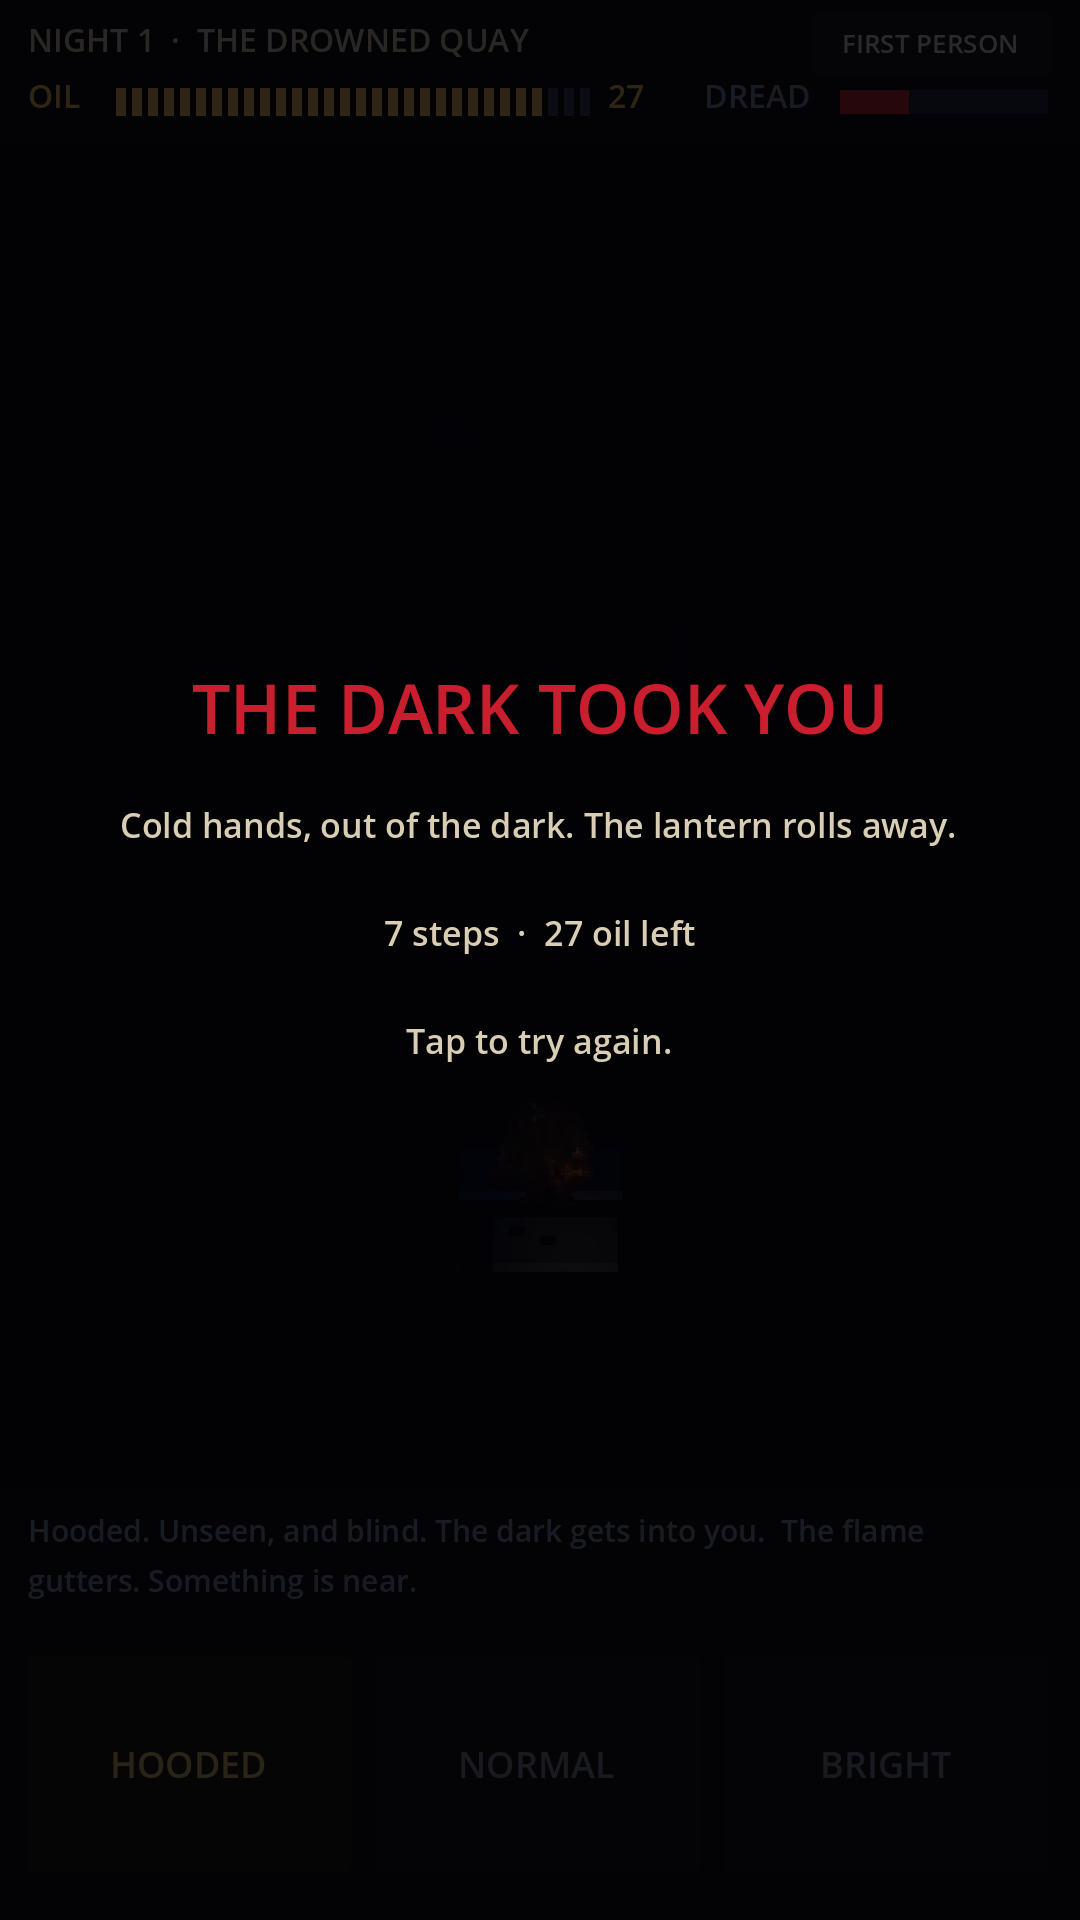 NIGHT 1 · THE DROWNED QUAY
FIRST PERSON
OIL 27 DREAD
THE DARK TOOK YOU
Cold hands, out of the dark. The lantern rolls away.
7 steps · 27 oil left
Tap to try again.
Hooded. Unseen, and blind. The dark gets into you. The flame
gutters. Something is near.
HOODED NORMAL BRIGHT